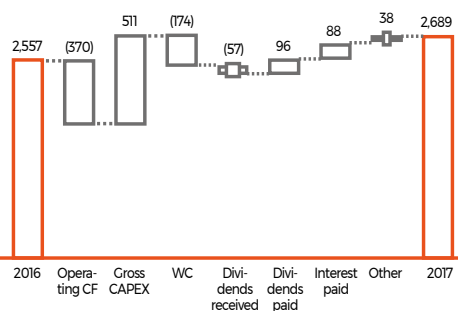 511 (174) 38
2,557 (370) (57) 96 88 2,689
2016 Opera- Gross WC Divi- Divi- Interest Other 2017
ting CF CAPEX dends dends paid
received paid